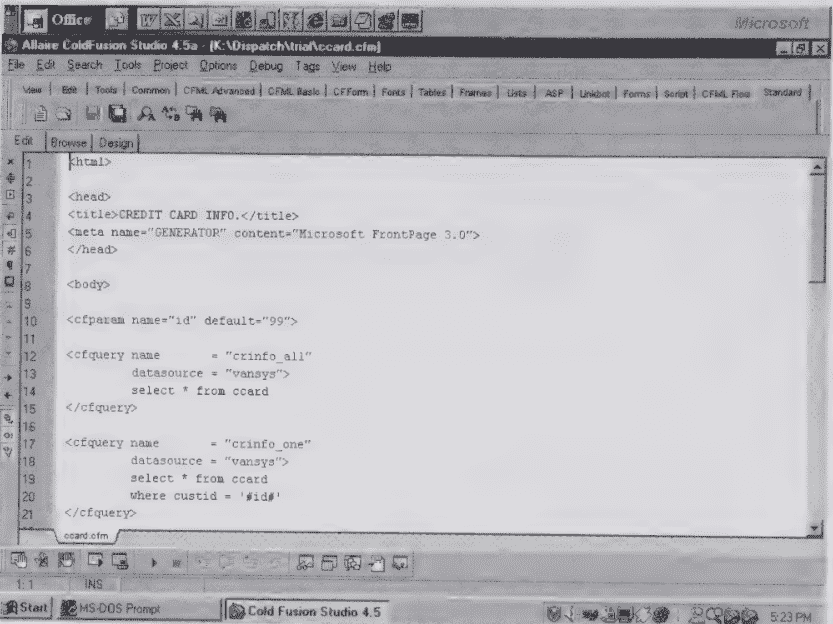 Office
Microsoft
Allaire ColdFusion Studio 4.5a - [K:\Dispatch\trial\ccard.cfm]
File Edit Search Tools Project Options Debug Tags View Help
View Edit Tools Common CFML Advanced CFML Basic CFForm Fonts Tables Frames Lists ASP Linkbot Forms Script CFML Flow Standard
Edit Browse Design
1 <html>
2
3 <head>
4 <title>CREDIT CARD INFO.</title>
5 <meta name="GENERATOR" content="Microsoft FrontPage 3.0">
6 </head>
7
8 <body>
9
10 <cfparam name="id" default="99">
11
12 <cfquery name = "crinfo_all"
13 datasource = "vansys">
14 select * from ccard
15 </cfquery>
16
17 <cfquery name = "crinfo_one"
18 datasource = "vansys">
19 select * from ccard
20 where custid = '#id#'
21 </cfquery>
ccard.cfm
1:1 INS
Start MS-DOS Prompt Cold Fusion Studio 4.5 5:23 PM